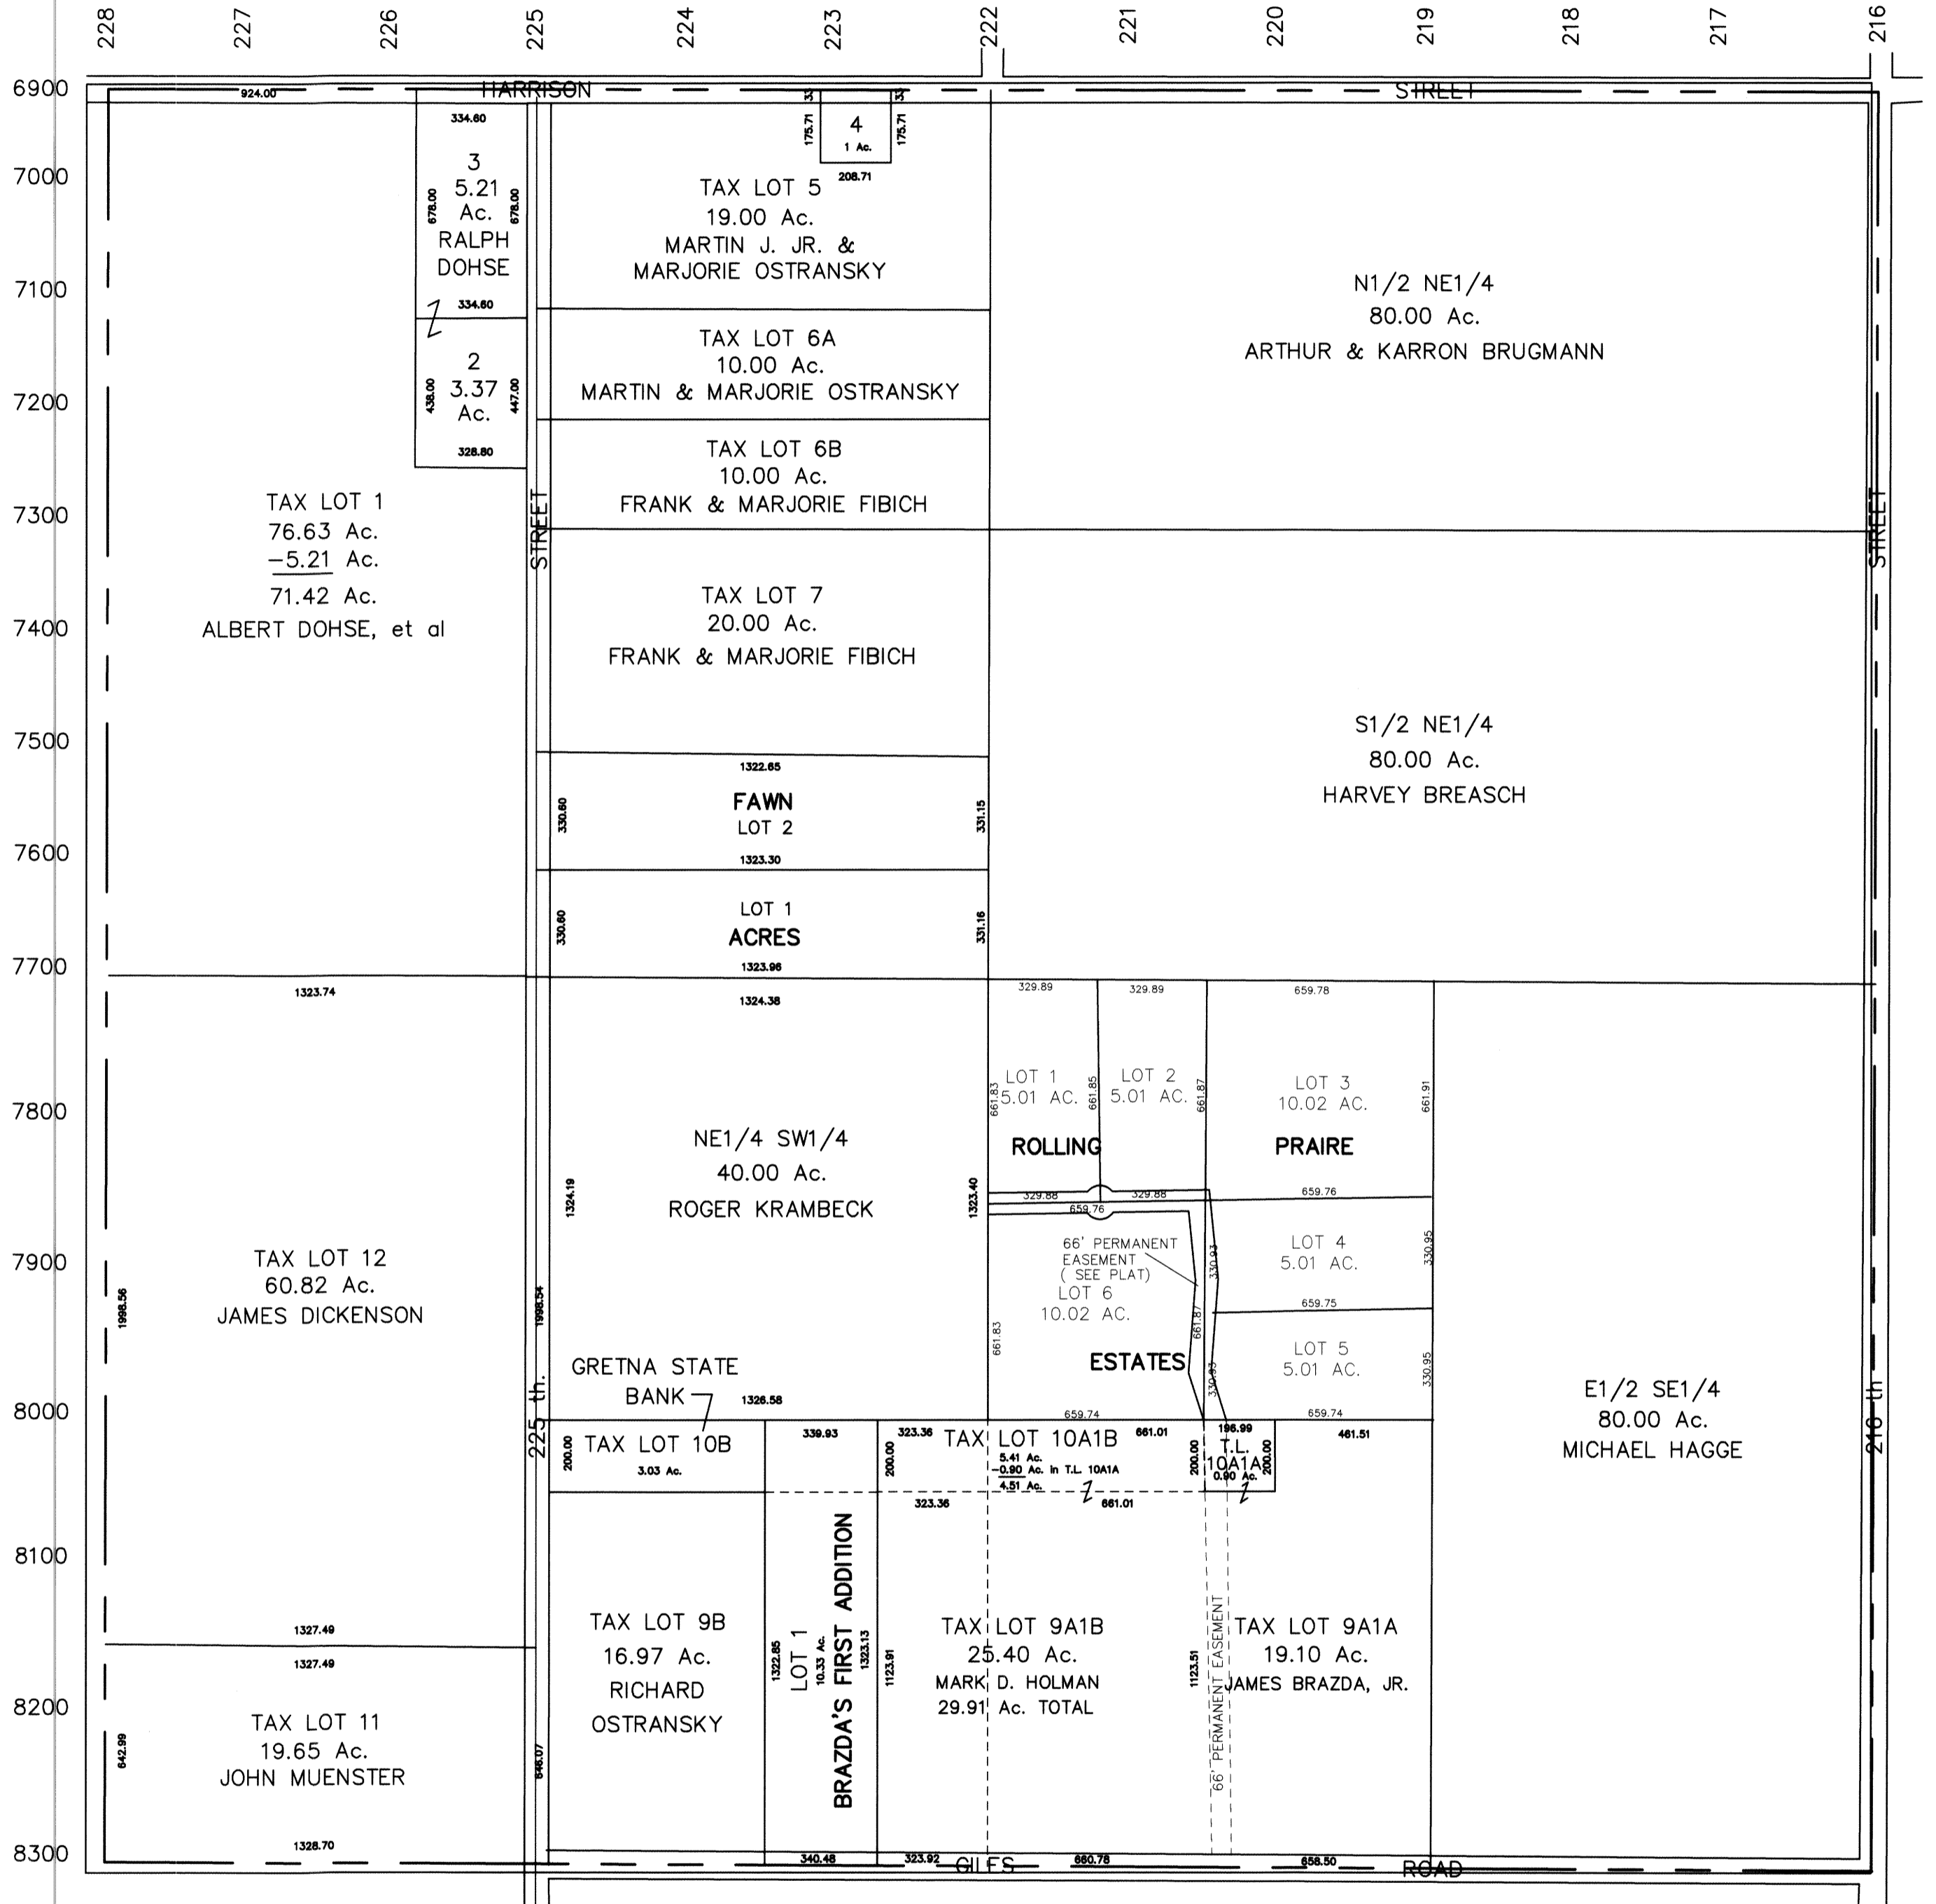 228
227
226
225
224
223
222
221
220
219
218
217
216
6900
7000
7100
7200
7300
7400
7500
7600
7700
7800
7900
8000
8100
8200
8300
HARRISON
STREET
924.00
334.60
3
5.21
Ac.
RALPH
DOHSE
678.00
678.00
334.60
2
3.37
Ac.
438.00
447.00
328.80
TAX LOT 1
76.63 Ac.
-5.21 Ac.
71.42 Ac.
ALBERT DOHSE, et al
STREET
33
33
175.71
4
1 Ac.
175.71
208.71
TAX LOT 5
19.00 Ac.
MARTIN J. JR. &
MARJORIE OSTRANSKY
TAX LOT 6A
10.00 Ac.
MARTIN & MARJORIE OSTRANSKY
TAX LOT 6B
10.00 Ac.
FRANK & MARJORIE FIBICH
TAX LOT 7
20.00 Ac.
FRANK & MARJORIE FIBICH
1322.65
330.60
FAWN
LOT 2
331.15
1323.30
330.60
LOT 1
ACRES
331.16
1323.96
N1/2 NE1/4
80.00 Ac.
ARTHUR & KARRON BRUGMANN
STREET
S1/2 NE1/4
80.00 Ac.
HARVEY BREASCH
1323.74
1998.56
TAX LOT 12
60.82 Ac.
JAMES DICKENSON
1998.54
225 th.
1327.49
1327.49
642.99
TAX LOT 11
19.65 Ac.
JOHN MUENSTER
646.07
1328.70
1324.38
NE1/4 SW1/4
40.00 Ac.
ROGER KRAMBECK
1324.19
1323.40
GRETNA STATE
BANK
1326.58
329.89
329.89
659.78
661.83
LOT 1
5.01 AC.
661.85
LOT 2
5.01 AC.
661.87
LOT 3
10.02 AC.
661.91
ROLLING
PRAIRE
329.88
329.88
659.76
659.76
66' PERMANENT
EASEMENT
( SEE PLAT)
LOT 6
10.02 AC.
661.83
661.87
330.93
LOT 4
5.01 AC.
330.95
659.75
ESTATES
330.93
LOT 5
5.01 AC.
330.95
659.74
659.74
E1/2 SE1/4
80.00 Ac.
MICHAEL HAGGE
216 th
200.00
TAX LOT 10B
3.03 Ac.
339.93
200.00
323.36
TAX LOT 10A1B
661.01
5.41 Ac.
-0.90 Ac. in T.L. 10A1A
4.51 Ac.
323.36
661.01
200.00
196.99
T.L.
10A1A
0.90 Ac.
200.00
461.51
TAX LOT 9B
16.97 Ac.
RICHARD
OSTRANSKY
1322.85
LOT 1
10.33 Ac.
BRAZDA'S FIRST ADDITION
1323.13
1123.91
TAX LOT 9A1B
25.40 Ac.
MARK D. HOLMAN
29.91 Ac. TOTAL
1123.51
66' PERMANENT EASEMENT
TAX LOT 9A1A
19.10 Ac.
JAMES BRAZDA, JR.
340.48
323.92
GILES
660.78
658.50
ROAD